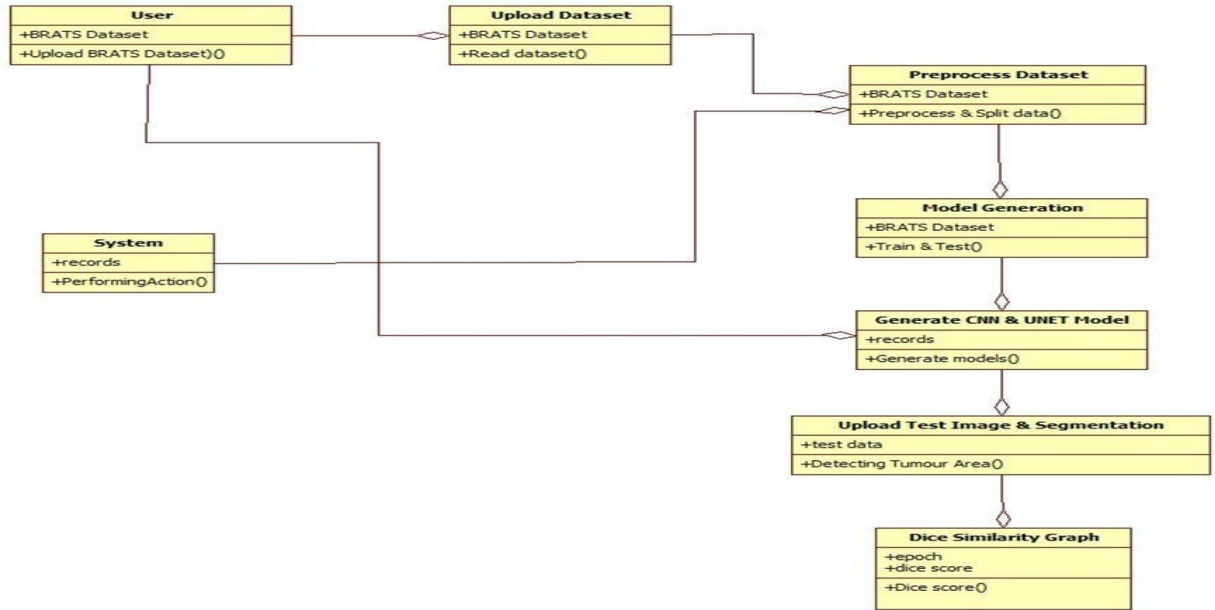 User
+BRATS Dataset
+Upload BRATS Dataset)()
Upload Dataset
+BRATS Dataset
+Read dataset()
Preprocess Dataset
+BRATS Dataset
+Preprocess & Split data()
Model Generation
+BRATS Dataset
+Train & Test()
System
+records
+PerformingAction()
Generate CNN & UNET Model
+records
+Generate models()
Upload Test Image & Segmentation
+test data
+Detecting Tumour Area()
Dice Similarity Graph
+epoch
+dice score
+Dice score()